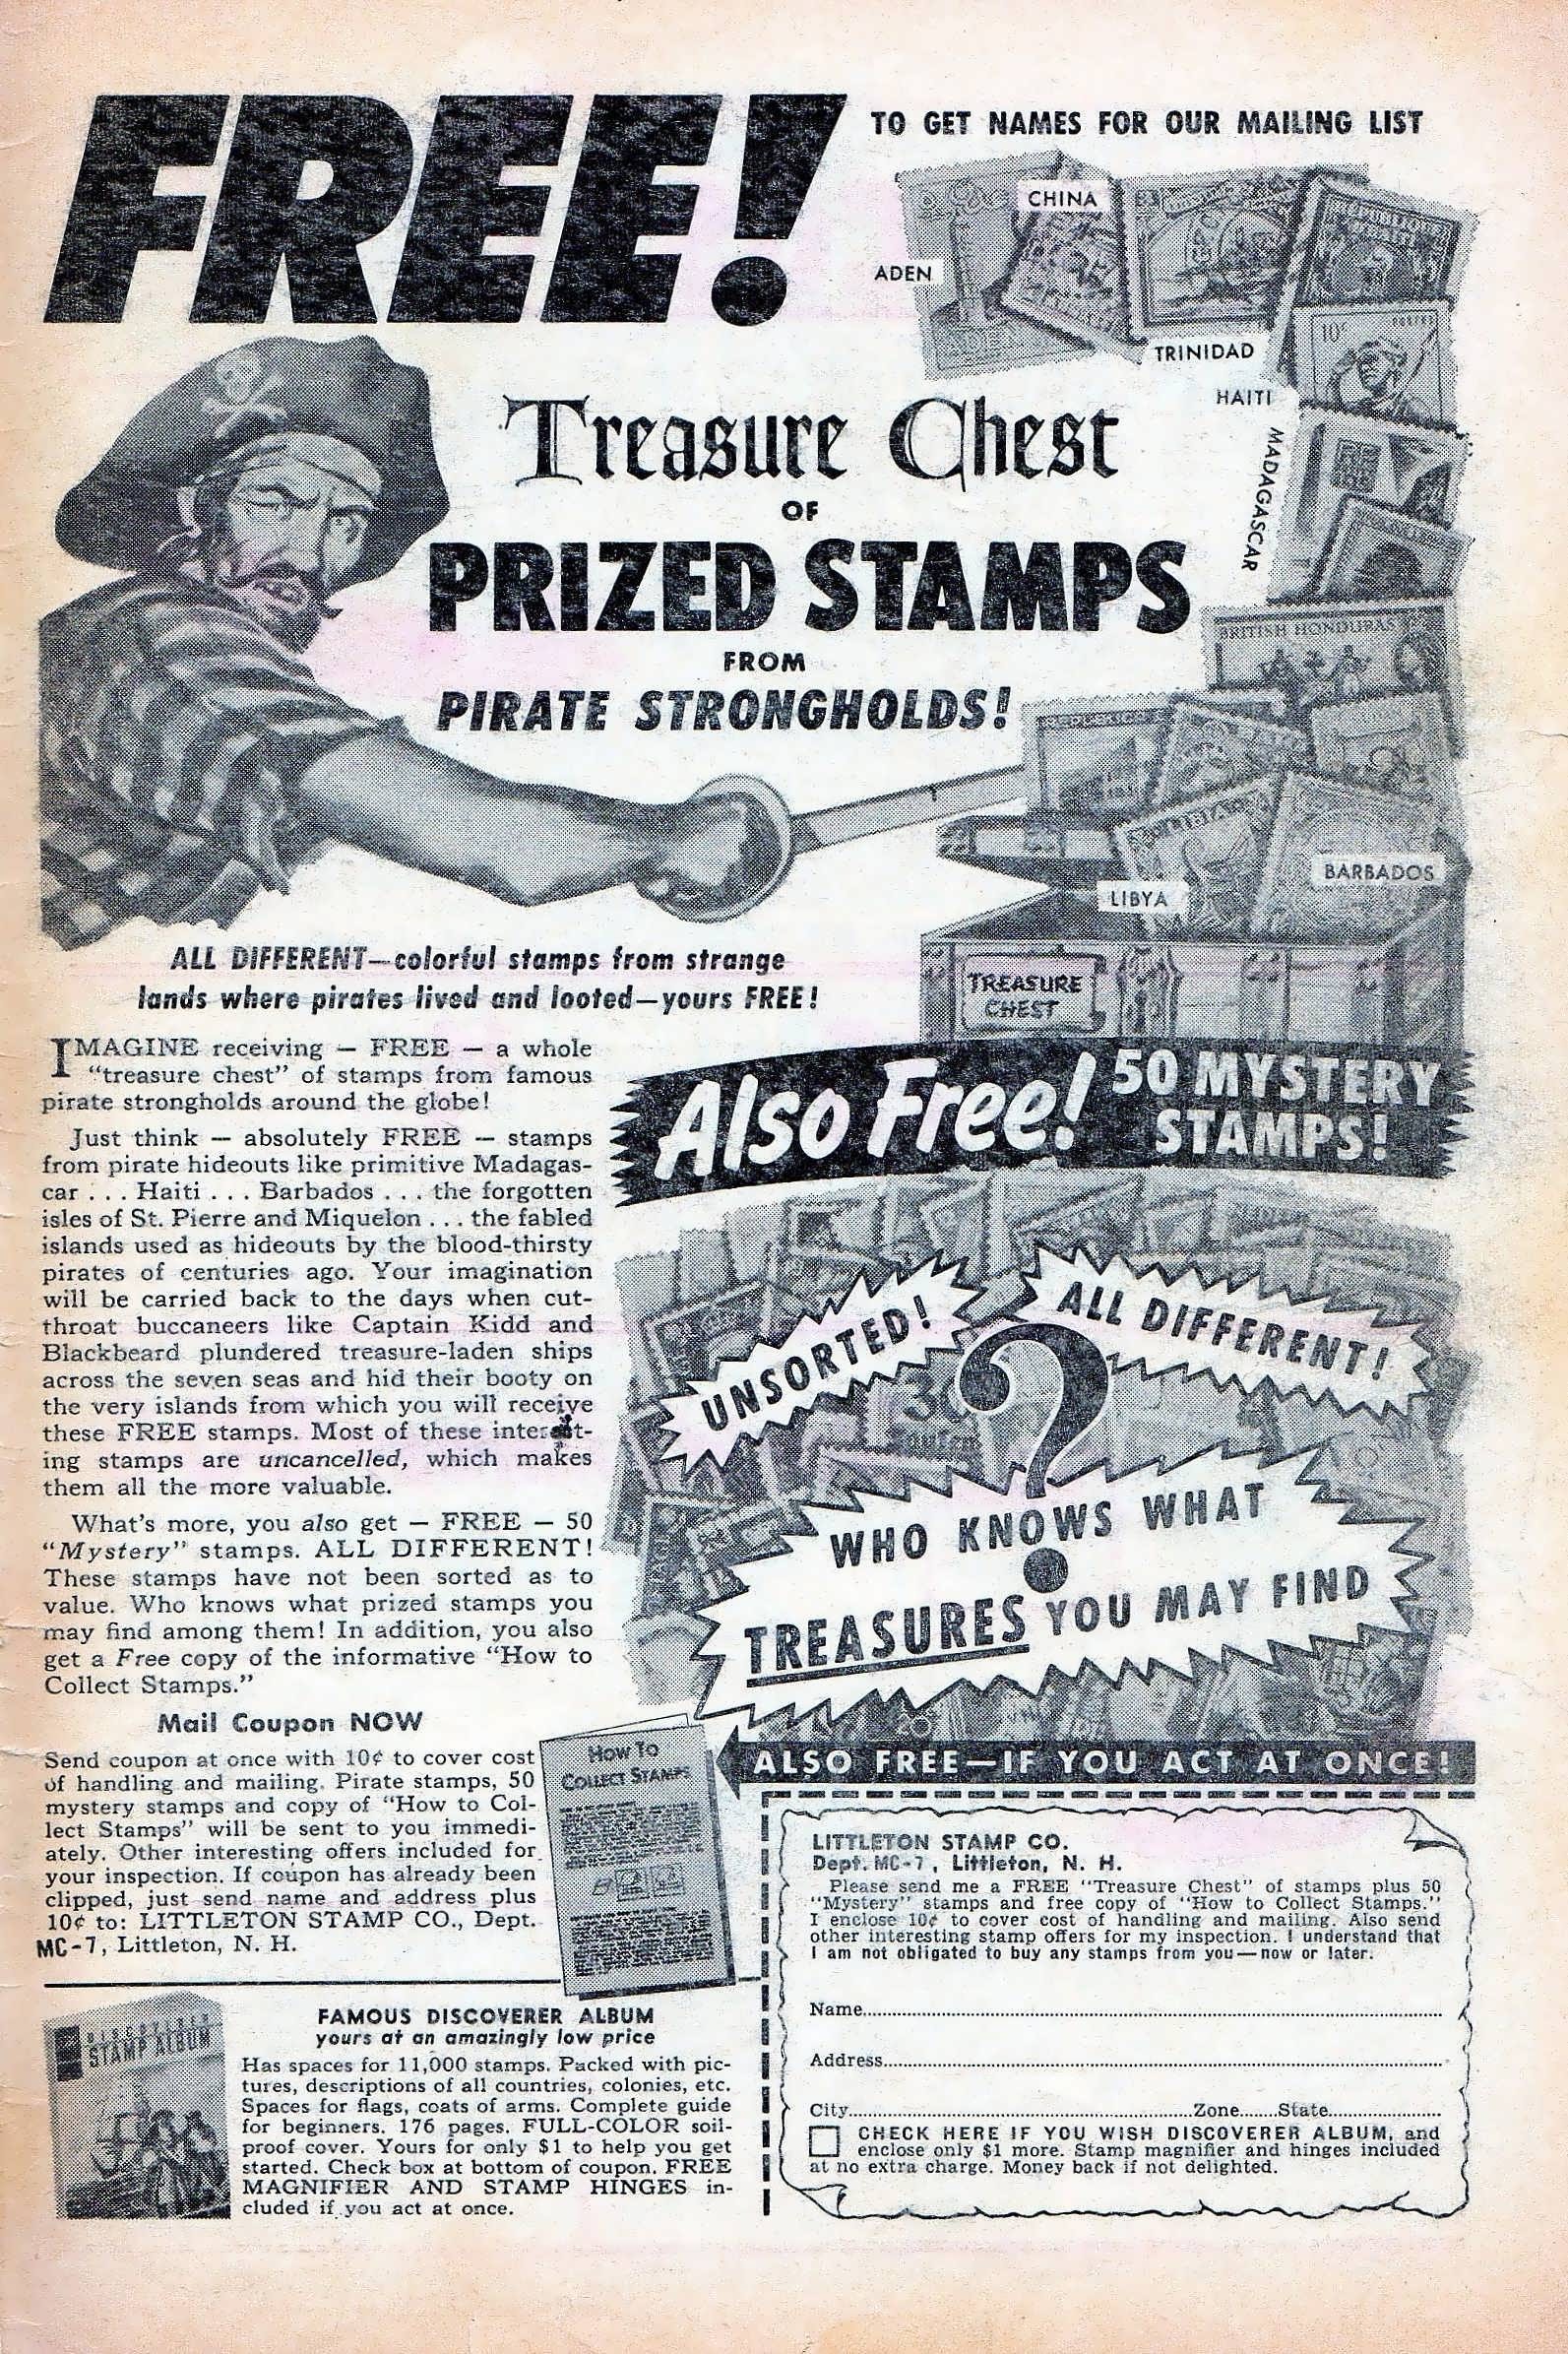 FREE!
TO GET NAMES FOR OUR MAILING LIST
CHINA
ADEN
ADEN
TRINIDAD
10¢
HAITI
MADAGASCAR
Treasure Chest
OF
PRIZED STAMPS
FROM
PIRATE STRONGHOLDS!
BRITISH HONDURAS
LIBYA
BARBADOS
LIBYA
TREASURE
CHEST
ALL DIFFERENT—colorful stamps from strange
lands where pirates lived and looted—yours FREE!
IMAGINE receiving — FREE — a whole
"treasure chest" of stamps from famous
pirate strongholds around the globe!
Just think — absolutely FREE — stamps
from pirate hideouts like primitive Madagas-
car . . . Haiti . . . Barbados . . . the forgotten
isles of St. Pierre and Miquelon . . . the fabled
islands used as hideouts by the blood-thirsty
pirates of centuries ago. Your imagination
will be carried back to the days when cut-
throat buccaneers like Captain Kidd and
Blackbeard plundered treasure-laden ships
across the seven seas and hid their booty on
the very islands from which you will receive
these FREE stamps. Most of these interest-
ing stamps are uncancelled, which makes
them all the more valuable.
What's more, you also get — FREE — 50
"Mystery" stamps. ALL DIFFERENT!
These stamps have not been sorted as to
value. Who knows what prized stamps you
may find among them! In addition, you also
get a Free copy of the informative "How to
Collect Stamps."
Mail Coupon NOW
Send coupon at once with 10¢ to cover cost
of handling and mailing. Pirate stamps, 50
mystery stamps and copy of "How to Col-
lect Stamps" will be sent to you immedi-
ately. Other interesting offers included for
your inspection. If coupon has already been
clipped, just send name and address plus
10¢ to: LITTLETON STAMP CO., Dept.
MC-7, Littleton, N. H.
Also Free! 50 MYSTERY
STAMPS!
UNSORTED!
ALL DIFFERENT!
?
WHO KNOWS WHAT
TREASURES YOU MAY FIND
How To
Collect Stamps
ALSO FREE—IF YOU ACT AT ONCE!
DISCOVERER
STAMP ALBUM
FAMOUS DISCOVERER ALBUM
yours at an amazingly low price
Has spaces for 11,000 stamps. Packed with pic-
tures, descriptions of all countries, colonies, etc.
Spaces for flags, coats of arms. Complete guide
for beginners. 176 pages. FULL-COLOR soil-
proof cover. Yours for only $1 to help you get
started. Check box at bottom of coupon. FREE
MAGNIFIER AND STAMP HINGES in-
cluded if you act at once.
LITTLETON STAMP CO.
Dept. MC-7, Littleton, N. H.
Please send me a FREE "Treasure Chest" of stamps plus 50
"Mystery" stamps and free copy of "How to Collect Stamps."
I enclose 10¢ to cover cost of handling and mailing. Also send
other interesting stamp offers for my inspection. I understand that
I am not obligated to buy any stamps from you—now or later.
Name
Address
City Zone State
CHECK HERE IF YOU WISH DISCOVERER ALBUM, and
enclose only $1 more. Stamp magnifier and hinges included
at no extra charge. Money back if not delighted.